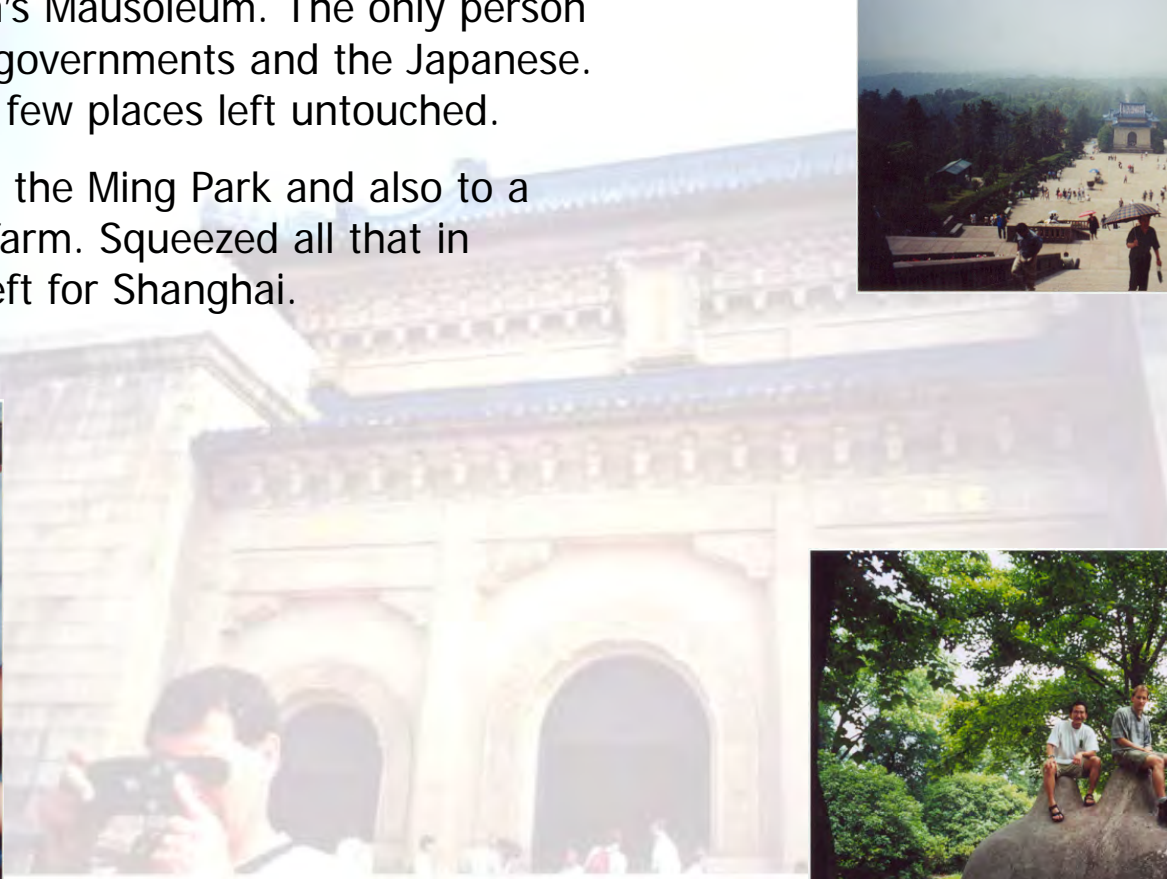 's Mausoleum. The only person
governments and the Japanese.
few places left untouched.
the Ming Park and also to a
arm. Squeezed all that in
eft for Shanghai.